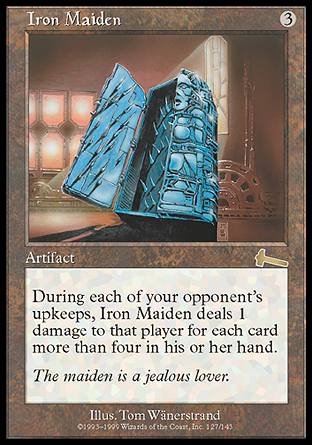 Iron Maiden 3
Artifact
During each of your opponent's
upkeeps, Iron Maiden deals 1
damage to that player for each card
more than four in his or her hand.
The maiden is a jealous lover.
Illus. Tom Wänerstrand
©1993-1999 Wizards of the Coast, Inc. 127/143